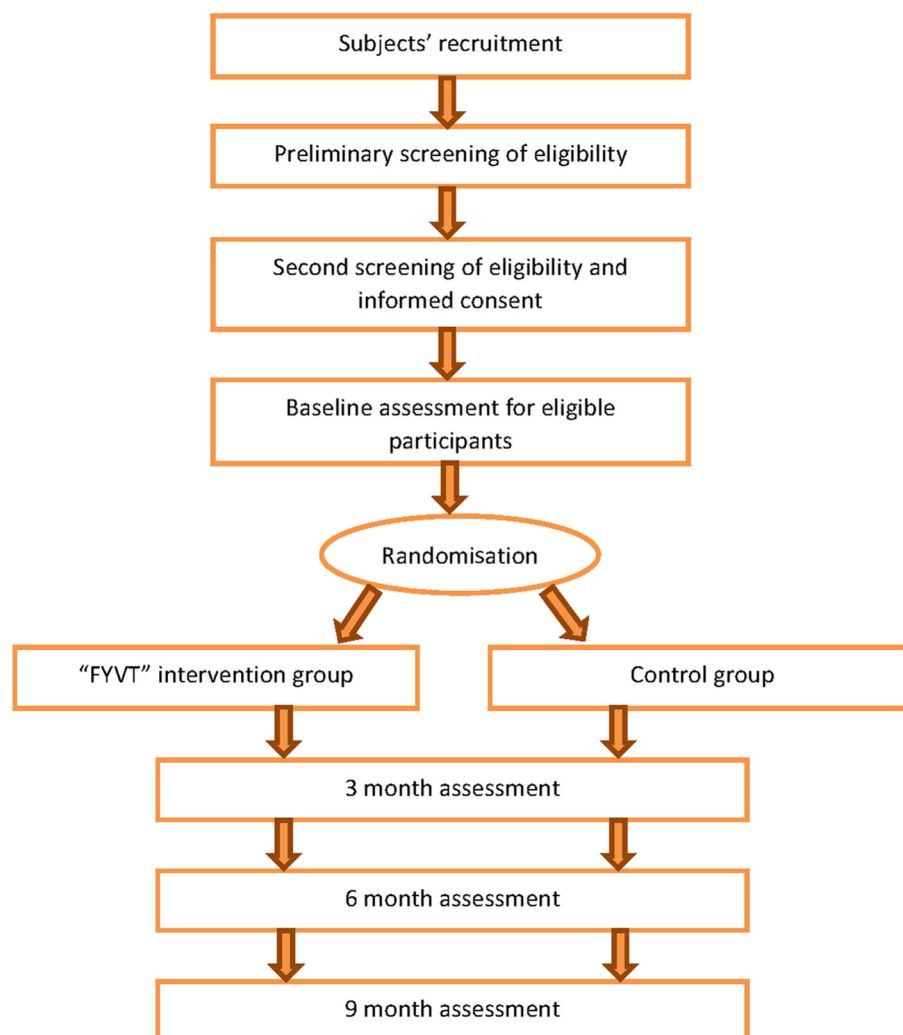 Subjects’ recruitment
Preliminary screening of eligibility
Second screening of eligibility and
informed consent
Baseline assessment for eligible
participants
Randomisation
“FYVT” intervention group
Control group
3 month assessment
6 month assessment
9 month assessment